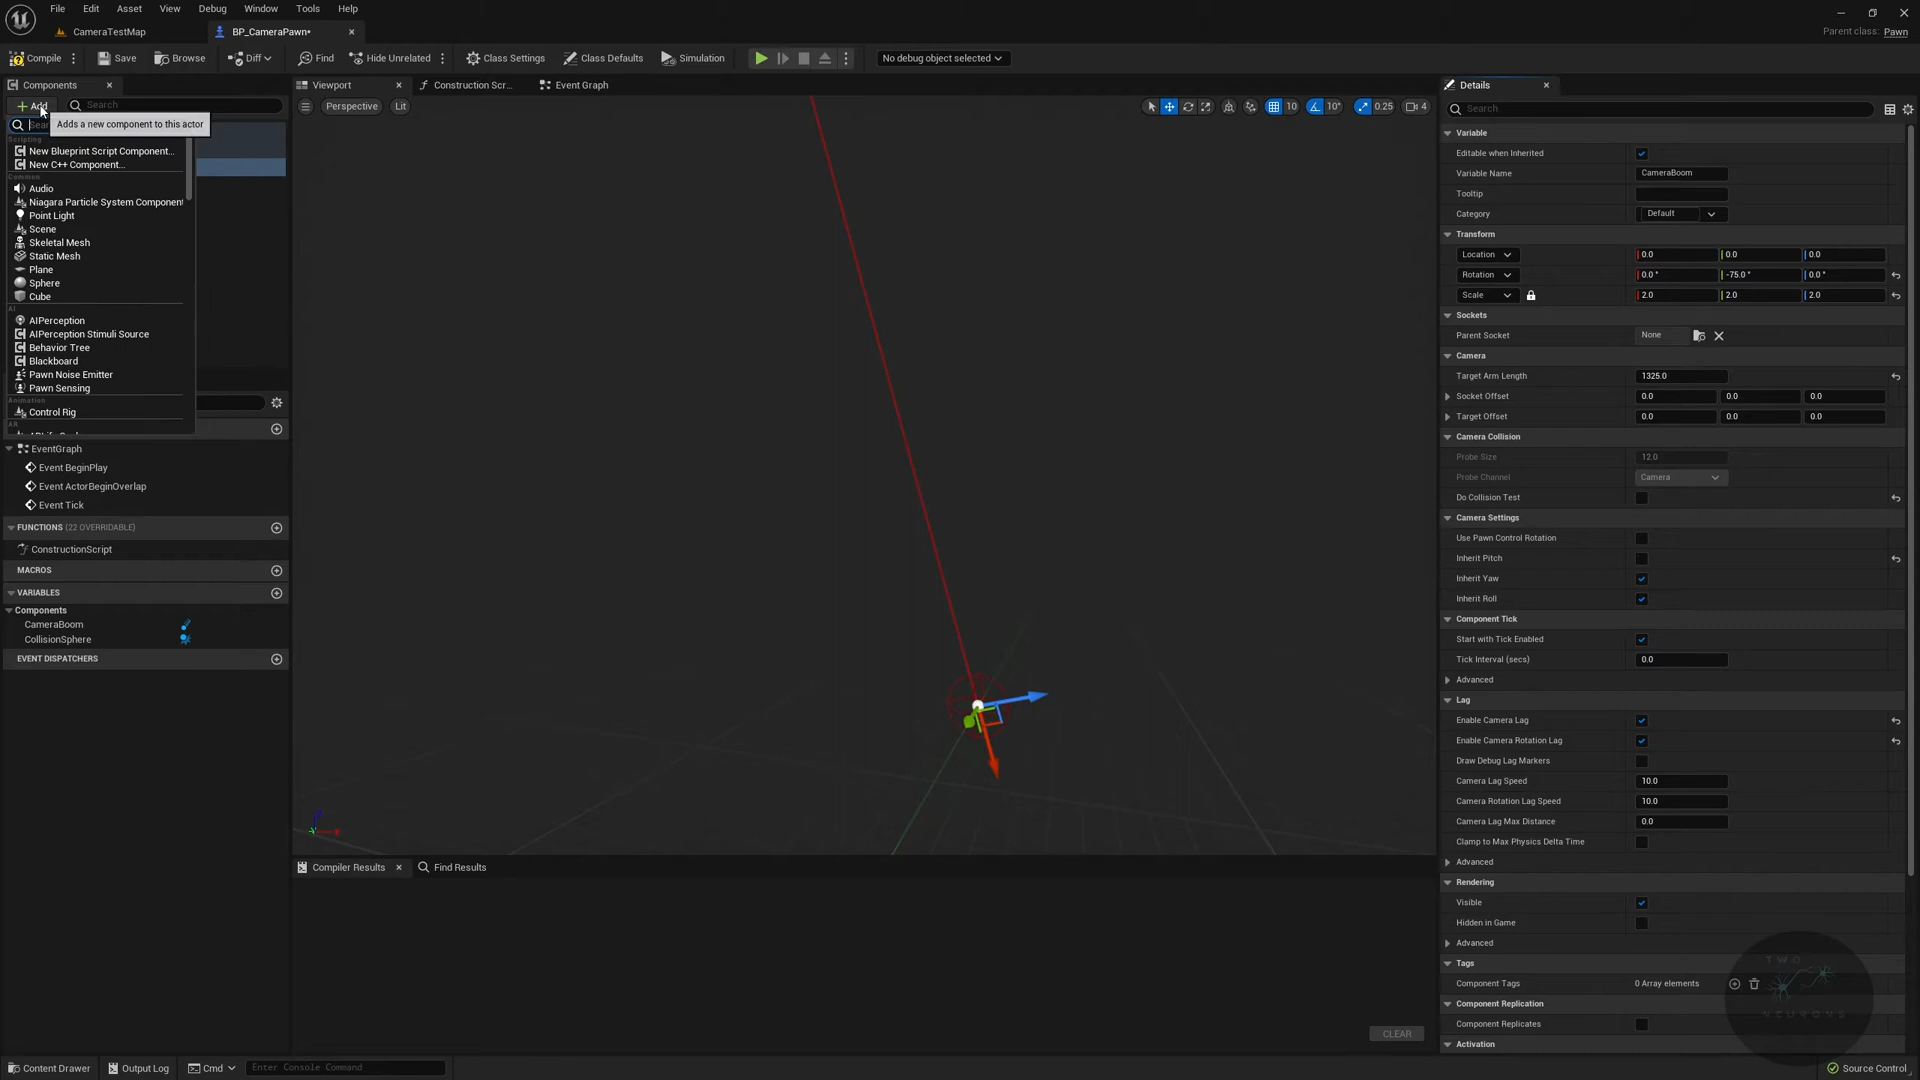 File Edit Asset View Debug Window Tools Help
CameraTestMap BP_CameraPawn*
Parent class: Pawn
Compile Save Browse Diff Find Hide Unrelated Class Settings Class Defaults Simulation No debug object selected
Components
Add Search
Adds a new component to this actor
Scripting
New Blueprint Script Component...
New C++ Component...
Common
Audio
Niagara Particle System Component
Point Light
Scene
Skeletal Mesh
Static Mesh
Plane
Sphere
Cube
AI
AIPerception
AIPerception Stimuli Source
Behavior Tree
Blackboard
Pawn Noise Emitter
Pawn Sensing
Animation
Control Rig
AR
EventGraph
Event BeginPlay
Event ActorBeginOverlap
Event Tick
FUNCTIONS (22 OVERRIDABLE)
ConstructionScript
MACROS
VARIABLES
Components
CameraBoom
CollisionSphere
EVENT DISPATCHERS
Viewport Construction Scr... Event Graph
Perspective Lit
10 10° 0.25 4
Compiler Results Find Results
CLEAR
Details
Search
Variable
Editable when Inherited
Variable Name CameraBoom
Tooltip
Category Default
Transform
Location 0.0 0.0 0.0
Rotation 0.0 ° -75.0 ° 0.0 °
Scale 2.0 2.0 2.0
Sockets
Parent Socket None
Camera
Target Arm Length 1325.0
Socket Offset 0.0 0.0 0.0
Target Offset 0.0 0.0 0.0
Camera Collision
Probe Size 12.0
Probe Channel Camera
Do Collision Test
Camera Settings
Use Pawn Control Rotation
Inherit Pitch
Inherit Yaw
Inherit Roll
Component Tick
Start with Tick Enabled
Tick Interval (secs) 0.0
Advanced
Lag
Enable Camera Lag
Enable Camera Rotation Lag
Draw Debug Lag Markers
Camera Lag Speed 10.0
Camera Rotation Lag Speed 10.0
Camera Lag Max Distance 0.0
Clamp to Max Physics Delta Time
Advanced
Rendering
Visible
Hidden in Game
Advanced
Tags
Component Tags 0 Array elements
Component Replication
Component Replicates
Activation
TWO
NEURONS
Content Drawer Output Log Cmd Enter Console Command Source Control